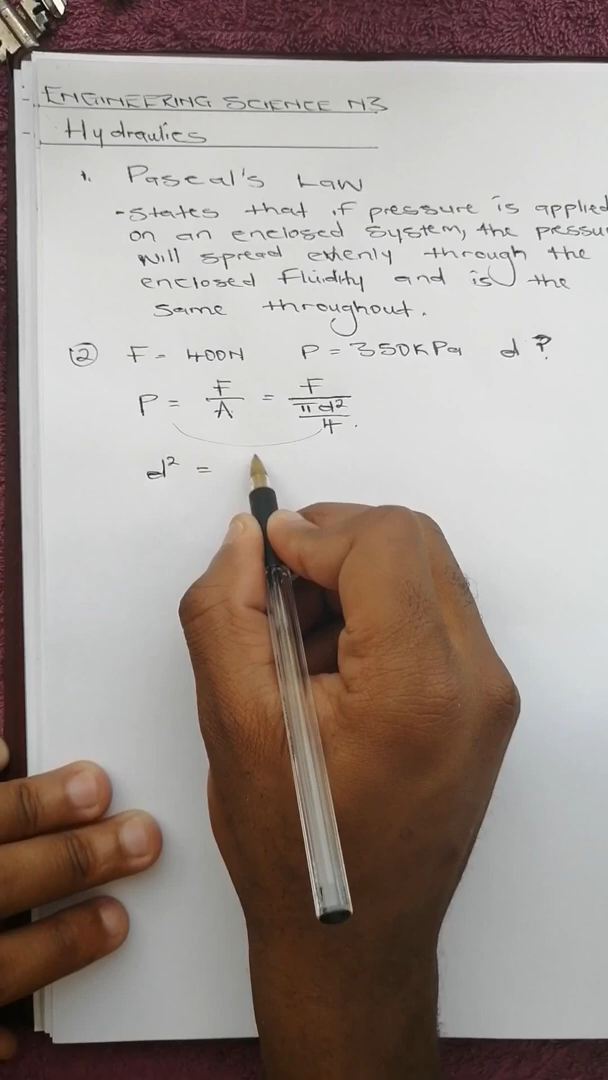 ENGINEERING SCIENCE N3
Hydraulics
1. Pascal's Law
- States that if pressure is applied
on an enclosed system, the pressu
will spread evenly through the
enclosed fluidity and is the
same throughout.
② F = 400N P = 350KPa d ?
P = F/A = F/(πd²/4).
d² =